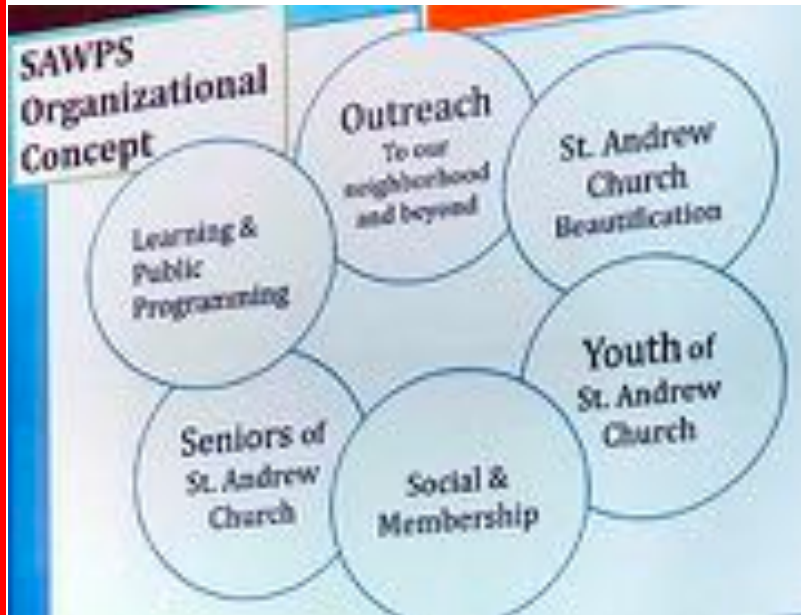 SAWPS
Organizational
Concept
Outreach
To our
neighborhood
and beyond
St. Andrew
Church
Beautification
Youth of
St. Andrew
Church
Social &
Membership
Seniors of
St. Andrew
Church
Learning &
Public
Programming